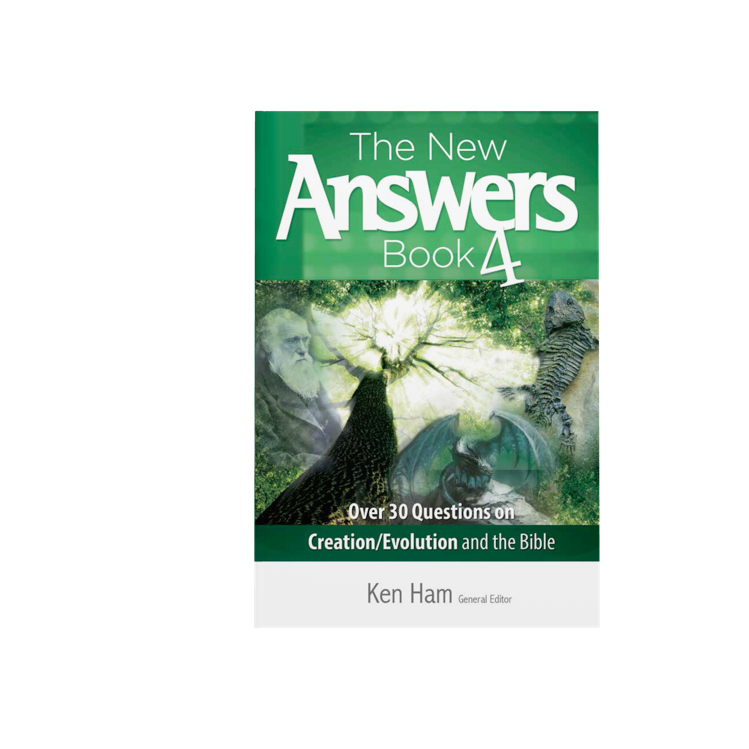 The New
Answers
Book 4
Over 30 Questions on
Creation/Evolution and the Bible
Ken Ham General Editor